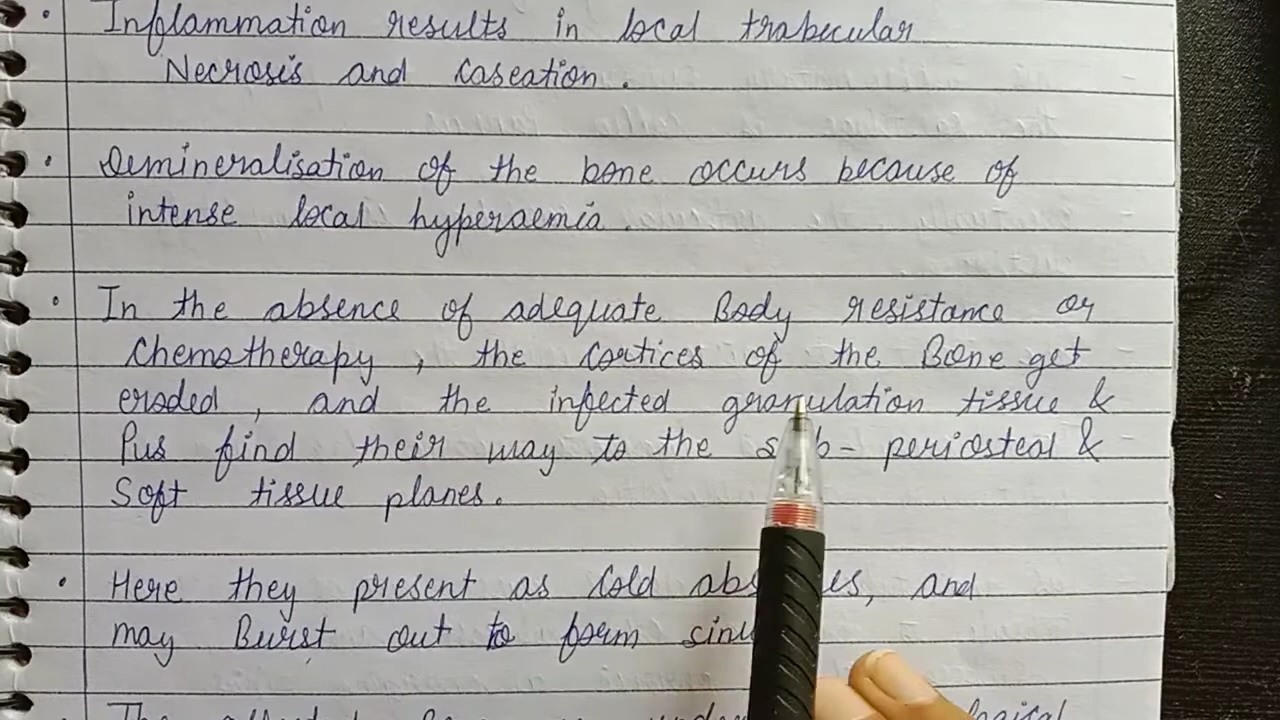 Inflammation results in local trabecular
Necrosis and Caseation.
Demineralisation of the bone occurs because of
intense local hyperaemia.
In the absence of adequate Body resistance or
Chemotherapy, the Cortices of the Bone get
eroded, and the infected granulation tissue &
Pus find their way to the sub-periosteal &
Soft tissue planes.
Here they present as Cold , and
may Burst out to form
The